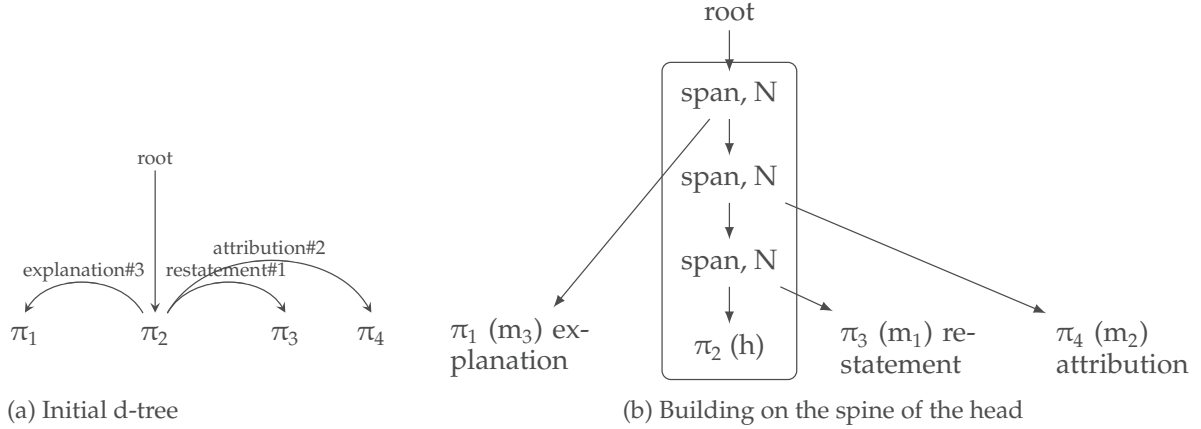 root
explanation#3
attribution#2
restatement#1
π₁
π₂
π₃
π₄
(a) Initial d-tree
root
span, N
span, N
span, N
π₁ (m₃) ex-
planation
π₂ (h)
π₃ (m₁) re-
statement
π₄ (m₂)
attribution
(b) Building on the spine of the head